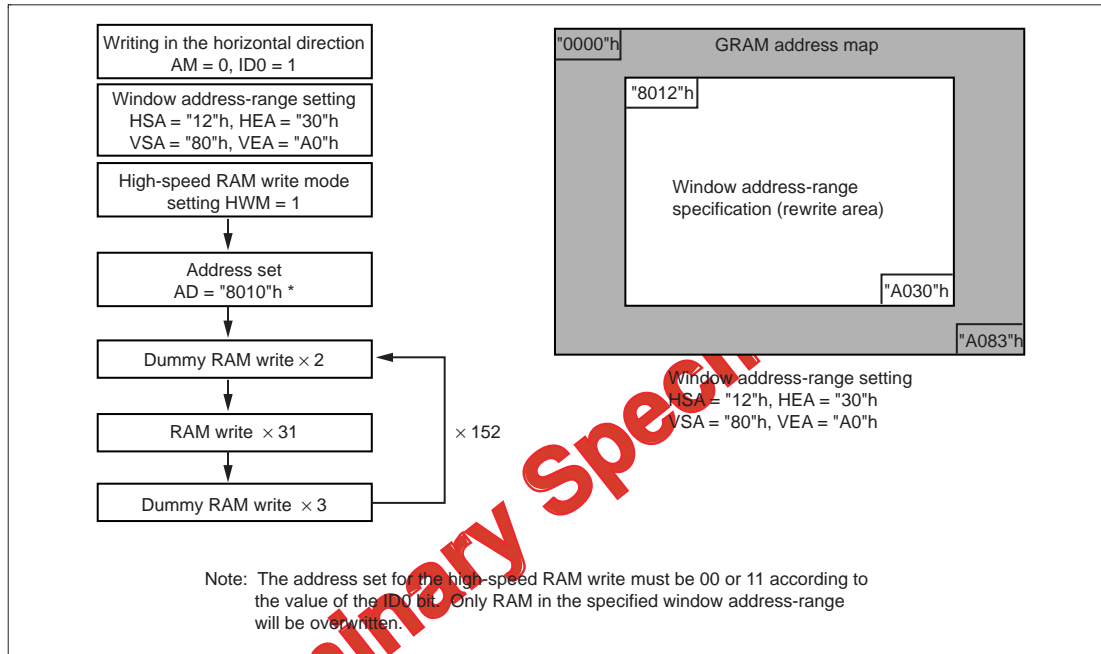 Writing in the horizontal direction
AM = 0, ID0 = 1
Window address-range setting
HSA = "12"h, HEA = "30"h
VSA = "80"h, VEA = "A0"h
High-speed RAM write mode
setting HWM = 1
Address set
AD = "8010"h *
Dummy RAM write × 2
RAM write × 31
Dummy RAM write × 3
× 152
"0000"h
GRAM address map
"8012"h
Window address-range
specification (rewrite area)
"A030"h
"A083"h
Window address-range setting
HSA = "12"h, HEA = "30"h
VSA = "80"h, VEA = "A0"h
Note: The address set for the high-speed RAM write must be 00 or 11 according to
the value of the ID0 bit. Only RAM in the specified window address-range
will be overwritten.
minary Speci